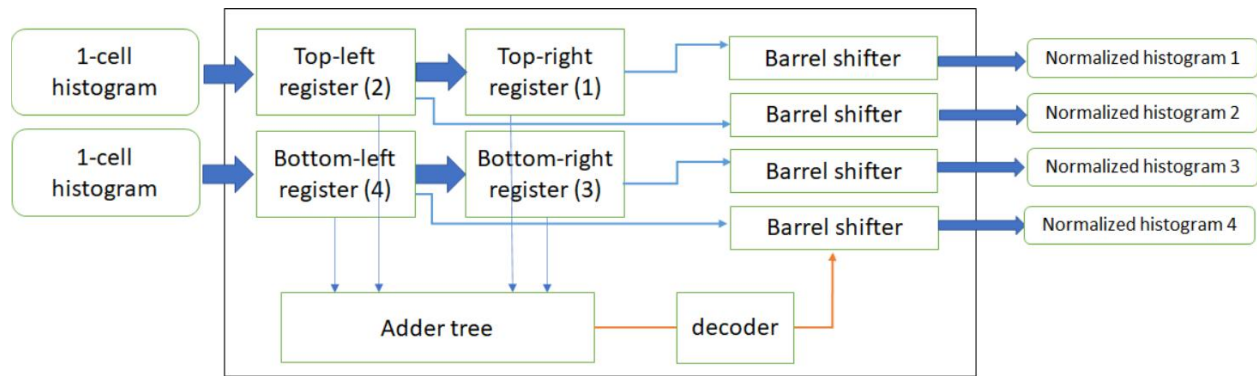 1-cell
histogram
Top-left
register (2)
Top-right
register (1)
Barrel shifter
Normalized histogram 1
Barrel shifter
Normalized histogram 2
1-cell
histogram
Bottom-left
register (4)
Bottom-right
register (3)
Barrel shifter
Normalized histogram 3
Barrel shifter
Normalized histogram 4
Adder tree
decoder